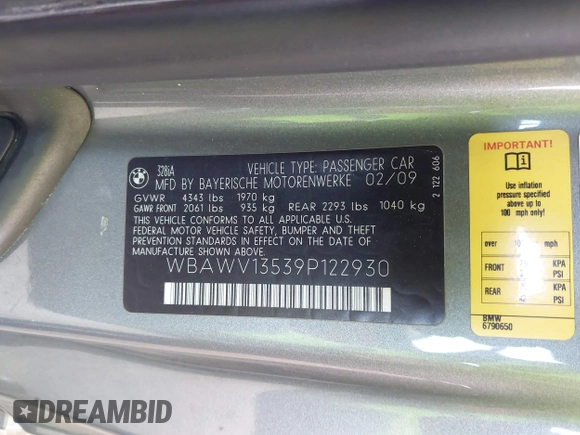 BMW
328iA
VEHICLE TYPE: PASSENGER CAR
MFD BY BAYERISCHE MOTORENWERKE 02/09
GVWR 4343 lbs 1970 kg
GAWR FRONT 2061 lbs 935 kg REAR 2293 lbs 1040 kg
THIS VEHICLE CONFORMS TO ALL APPLICABLE U.S.
FEDERAL MOTOR VEHICLE SAFETY, BUMPER AND THEFT
PREVENTION STANDARDS IN EFFECT ON THE DATE OF
MANUFACTURE SHOWN ABOVE.
WBAWV13539P122930
2 122 606
IMPORTANT!
Use inflation
pressure specified
above for up to
100 mph only!
over mph
FRONT KPA
PSI
REAR KPA
PSI
BMW
6790650
DREAMBID